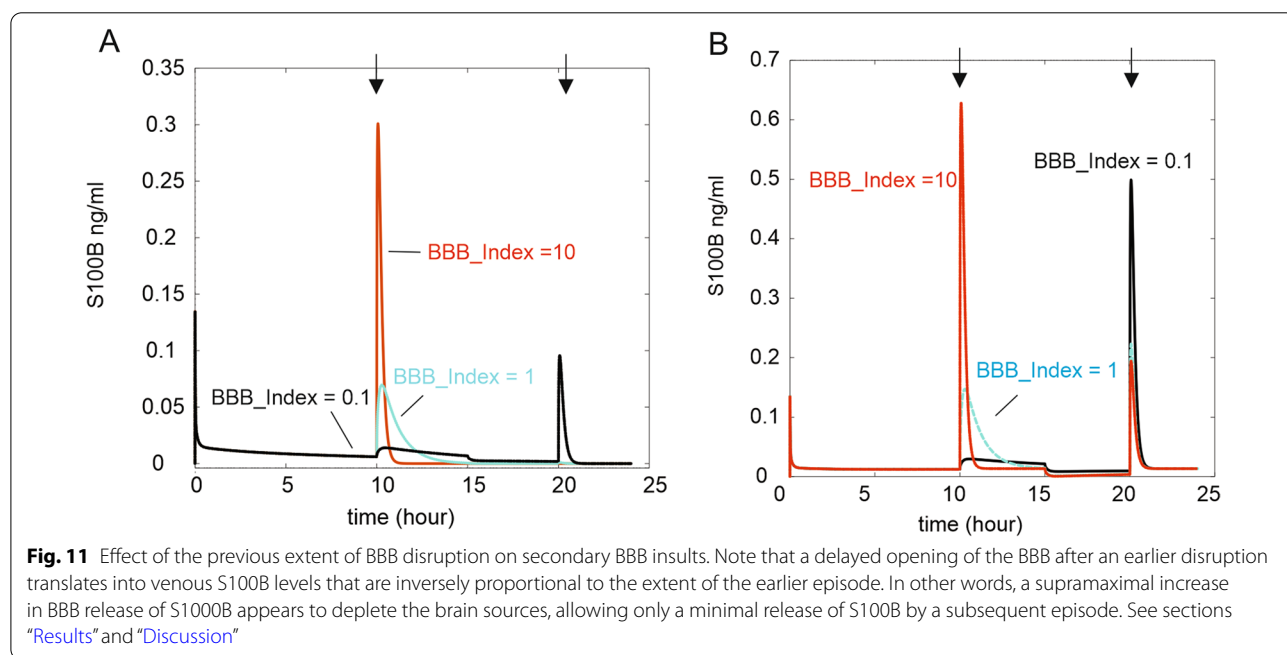 A
S100B ng/ml
0.35
0.3
0.25
0.2
0.15
0.1
0.05
0
BBB_Index =10
BBB_Index = 1
BBB_Index = 0.1
0 5 10 15 20 25
time (hour)
B
S100B ng/ml
0.7
0.6
0.5
0.4
0.3
0.2
0.1
0
BBB_Index = 0.1
BBB_Index =10
BBB_Index = 1
0 5 10 15 20 25
time (hour)
Fig. 11 Effect of the previous extent of BBB disruption on secondary BBB insults. Note that a delayed opening of the BBB after an earlier disruption
translates into venous S100B levels that are inversely proportional to the extent of the earlier episode. In other words, a supramaximal increase
in BBB release of S1000B appears to deplete the brain sources, allowing only a minimal release of S100B by a subsequent episode. See sections
“Results” and “Discussion”